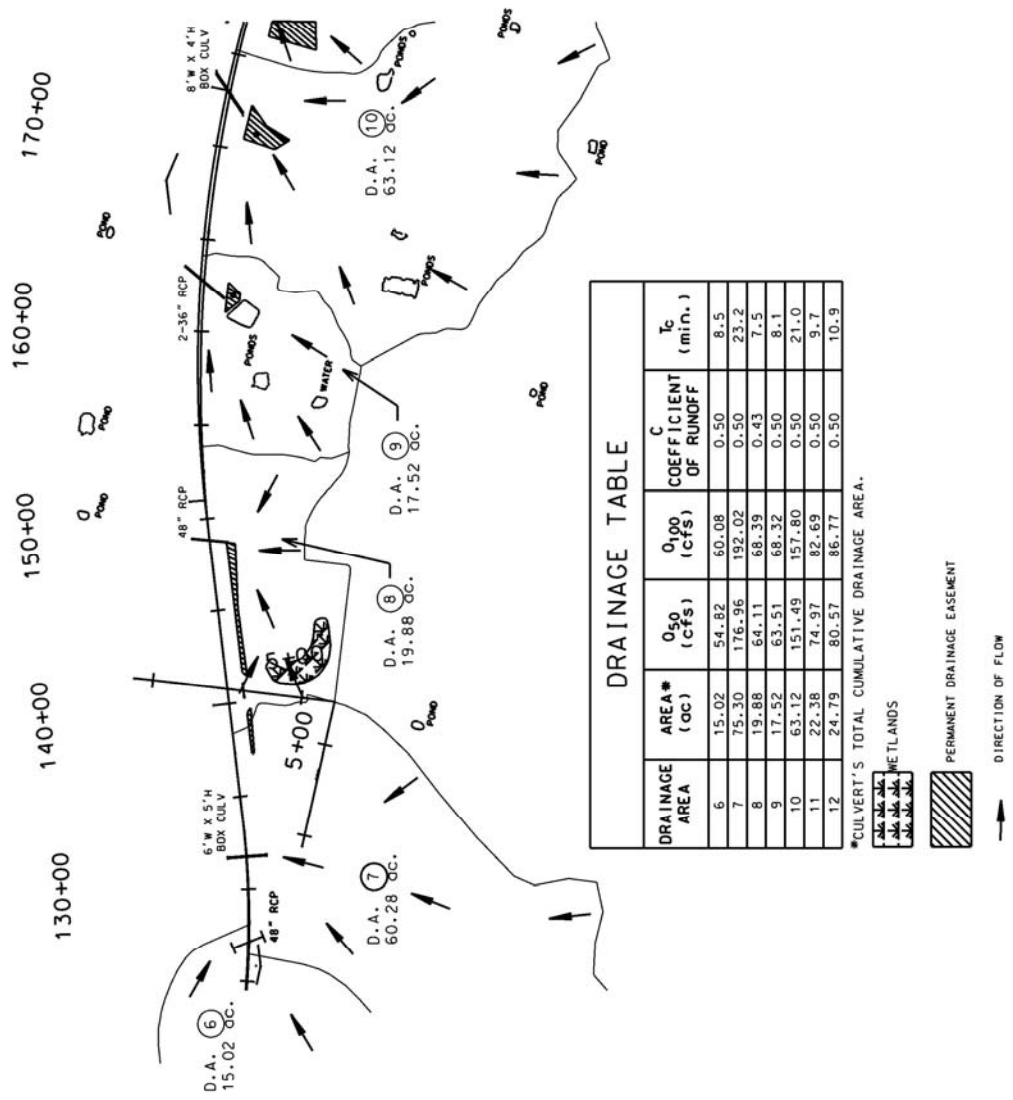 130+00
140+00
150+00
160+00
170+00
6'W X 5'H
BOX CULV
48" RCP
2-36" RCP
8'W X 4'H
BOX CULV
48" RCP
5+00
POND
POND
POND
POND
POND
POND
PONDS
WATER
PONDS
PONDS
PONDS
D.A. 6
15.02 ac.
D.A. 7
60.28 ac.
D.A. 8
19.88 ac.
D.A. 9
17.52 ac.
D.A. 10
63.12 ac.
DRAINAGE TABLE
DRAINAGE AREA | AREA* (ac) | Q50 (cfs) | Q100 (cfs) | C COEFFICIENT OF RUNOFF | Tc (min.)
6 | 15.02 | 54.82 | 60.08 | 0.50 | 8.5
7 | 75.30 | 176.96 | 192.02 | 0.50 | 23.2
8 | 19.88 | 64.11 | 68.39 | 0.43 | 7.5
9 | 17.52 | 63.51 | 68.32 | 0.50 | 8.1
10 | 63.12 | 151.49 | 157.80 | 0.50 | 21.0
11 | 22.38 | 74.97 | 82.69 | 0.50 | 9.7
12 | 24.79 | 80.57 | 86.77 | 0.50 | 10.9
*CULVERT'S TOTAL CUMULATIVE DRAINAGE AREA.
WETLANDS
PERMANENT DRAINAGE EASEMENT
DIRECTION OF FLOW